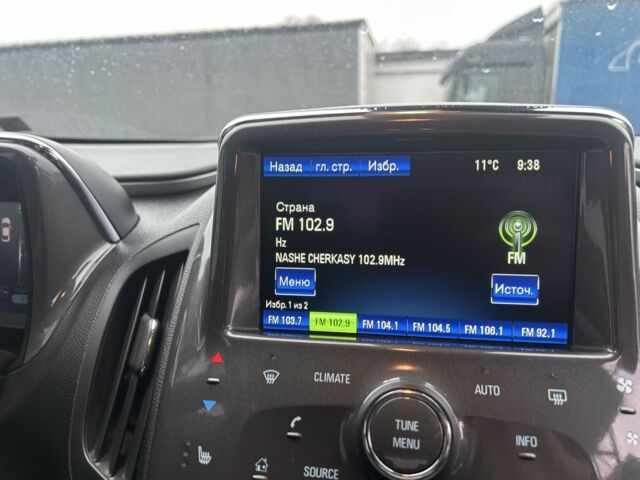 Назад гл. стр. Избр. 11°C 9:38
Страна
FM 102.9
Hz
NASHE CHERKASY 102.9MHz
FM
Меню Источ.
Избр. 1 из 2
FM 103.7 FM 102.9 FM 104.1 FM 104.5 FM 106.1 FM 92.1
CLIMATE AUTO
TUNE
MENU
INFO
SOURCE